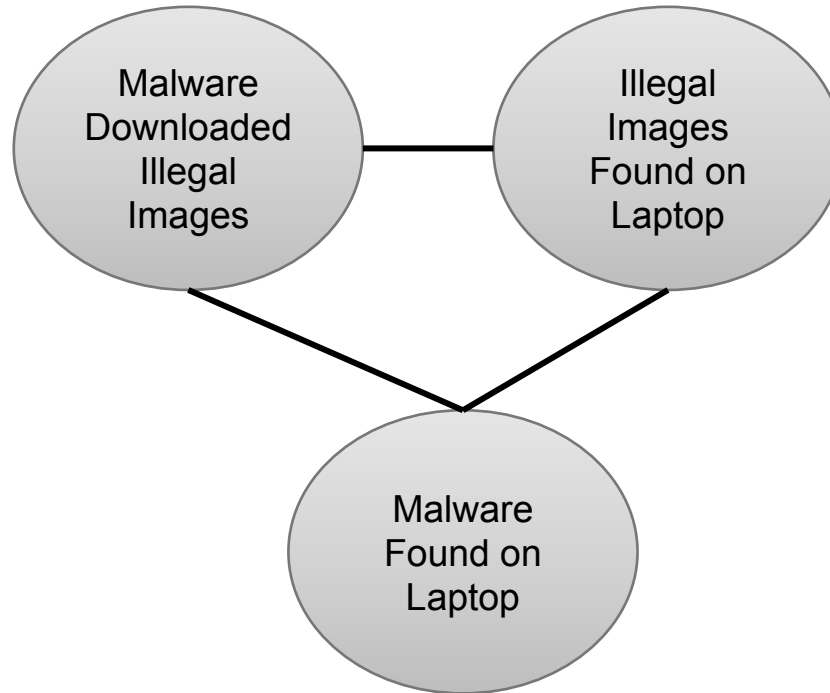 Malware
Downloaded
Illegal
Images
Illegal
Images
Found on
Laptop
Malware
Found on
Laptop